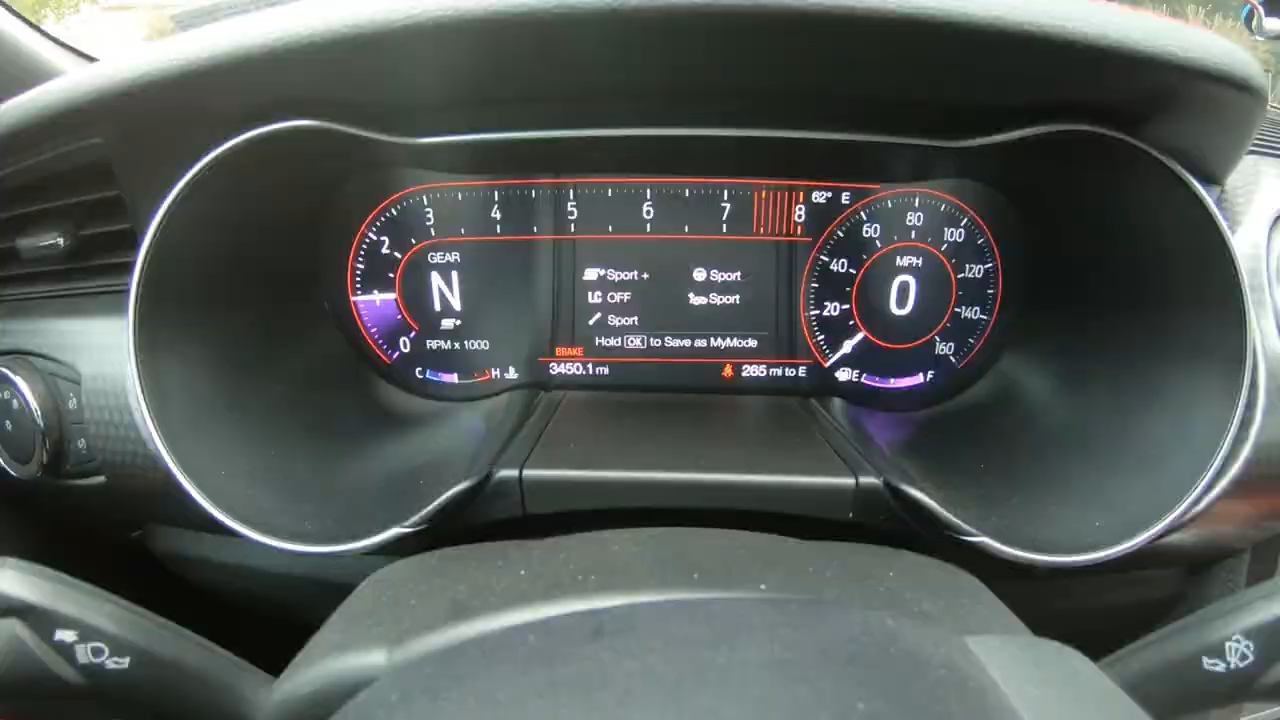 3 4 5 6 7 8
62° E
2
1
0
GEAR
N
RPM x 1000
C H
Sport + Sport
LC OFF Sport
Sport
Hold OK to Save as MyMode
BRAKE
3450.1 mi 265 mi to E
20 40 60 80 100 120 140 160
MPH
0
E F